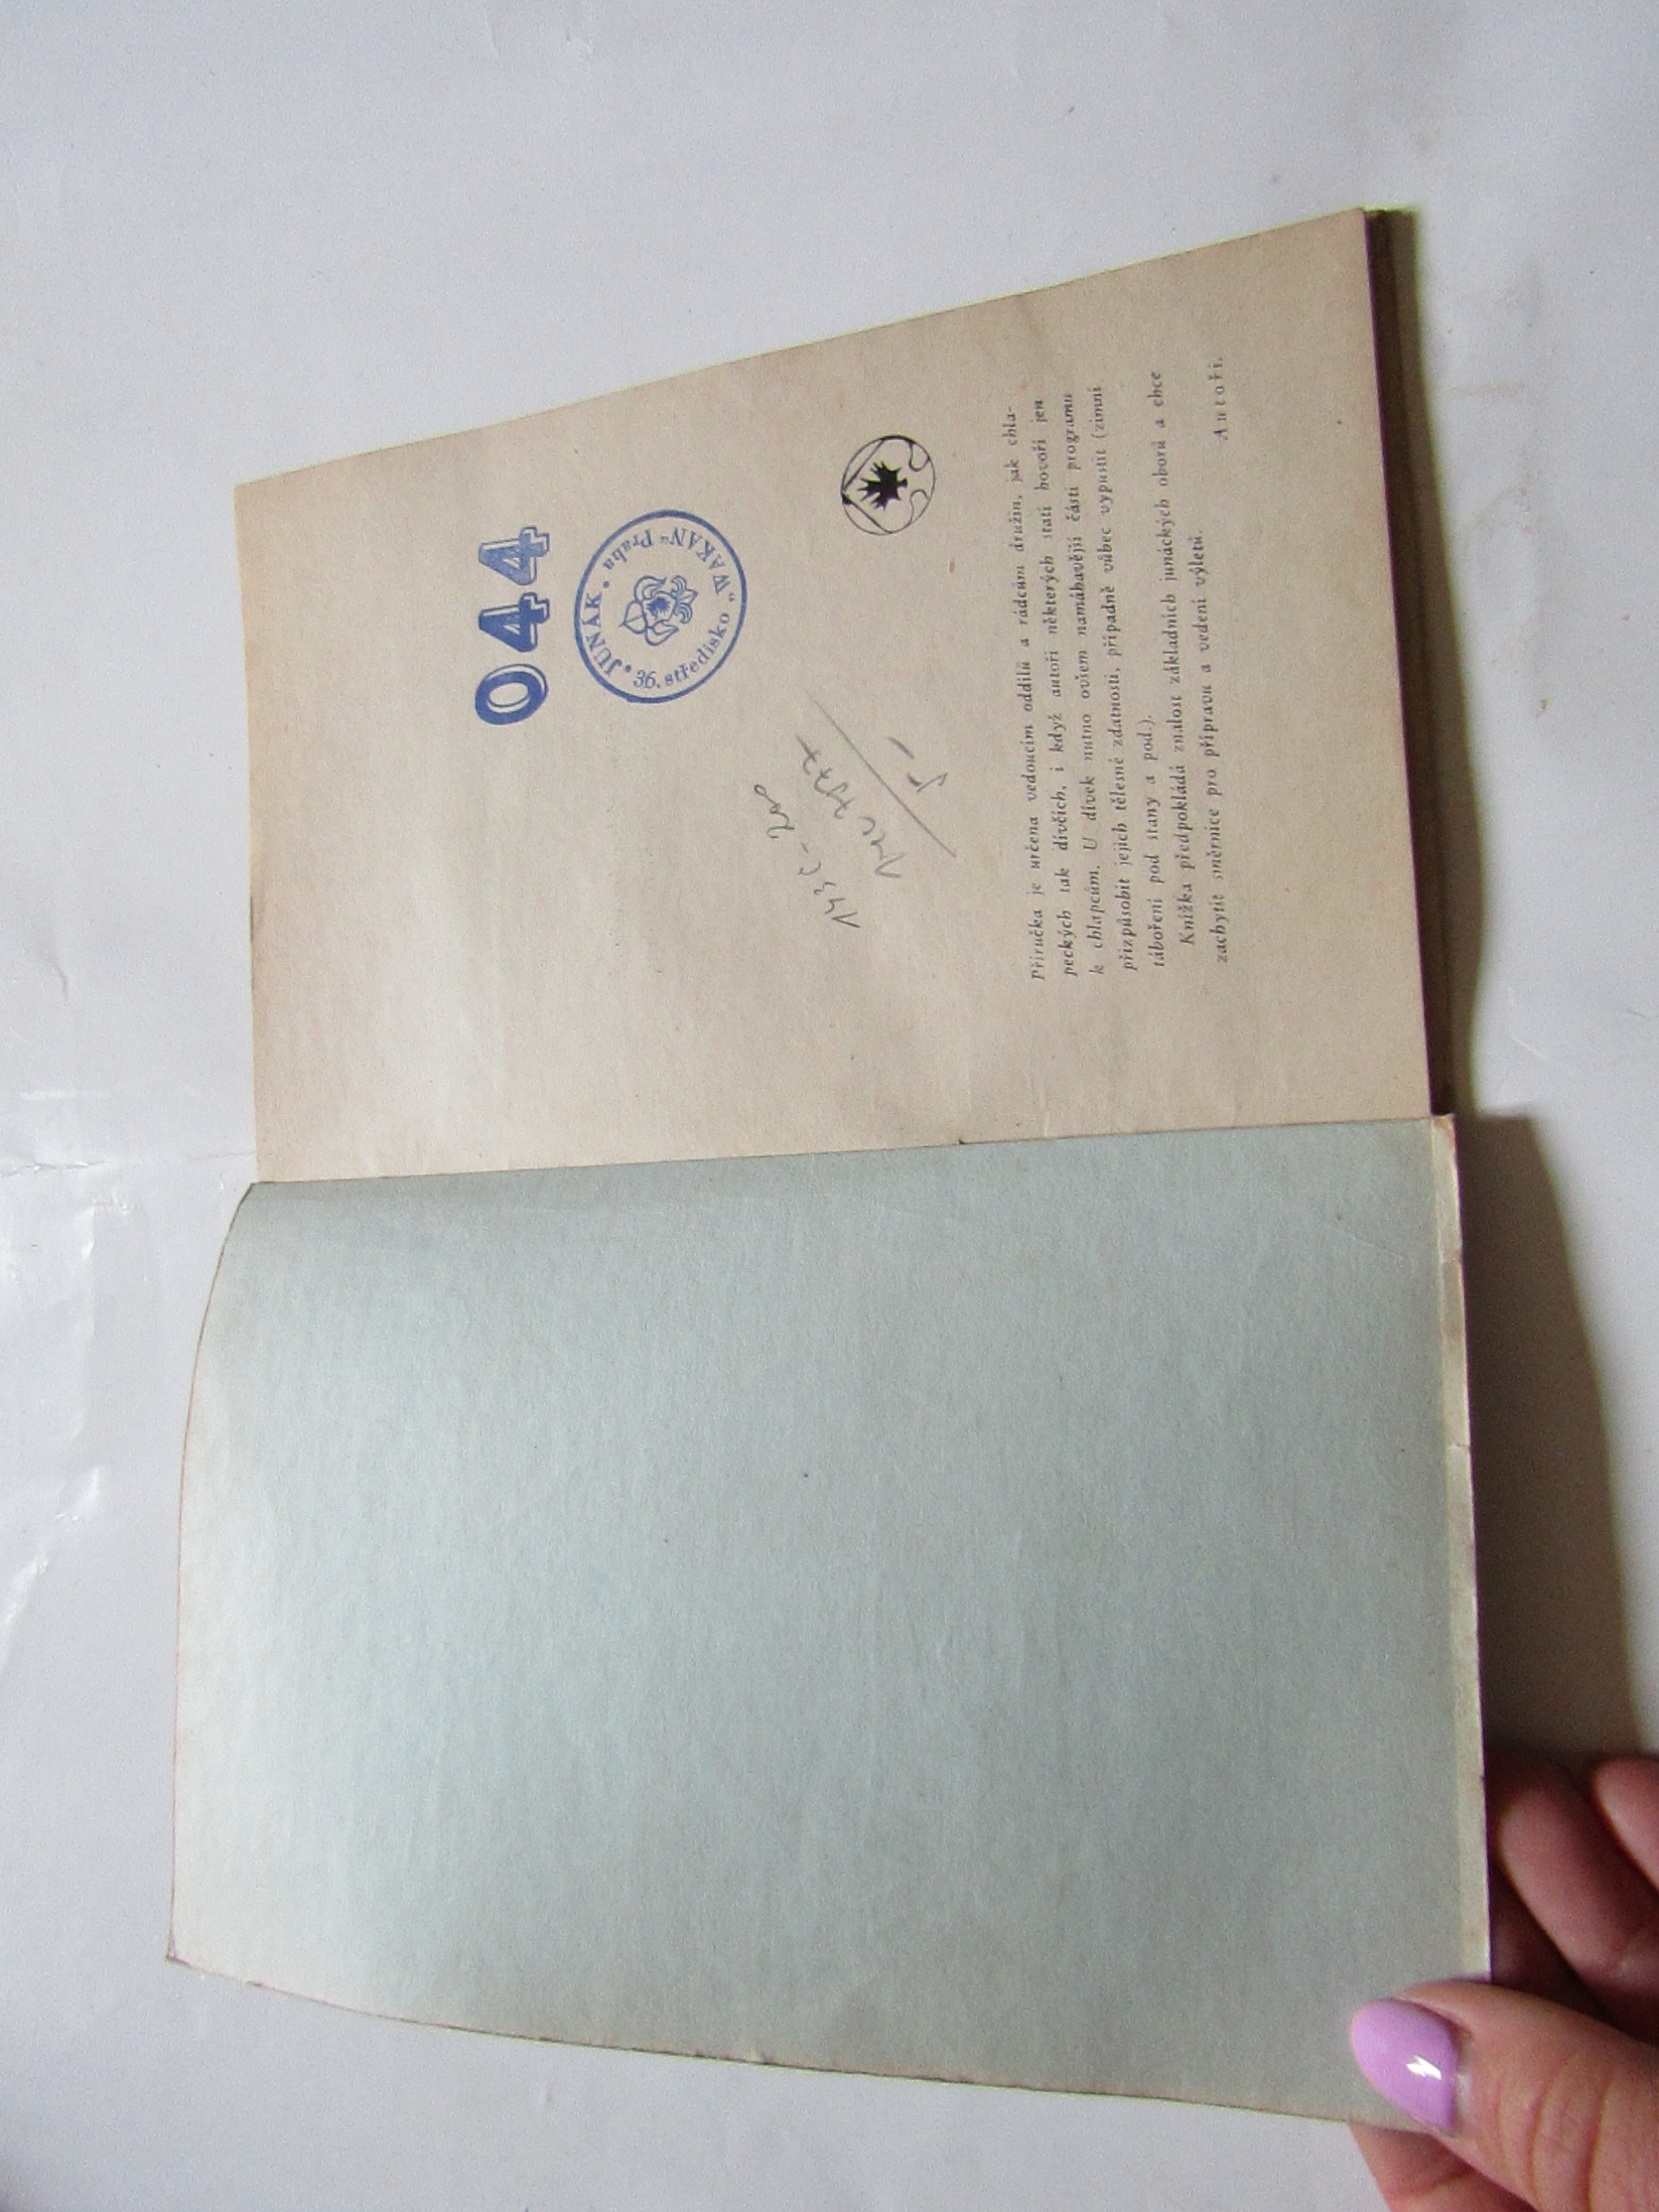 044
JUNÁK • 36. středisko „WAKAN" Praha •
Příručka je určena vedoucím oddílů a rádcům družin, jak chla-
peckých tak dívčích, i když autoři některých statí hovoří jen
k chlapcům. U dívek nutno ovšem namáhavější části programu
přizpůsobit jejich tělesné zdatnosti, případně vůbec vypustit (zimní
táboření pod stany a pod.).
Knížka předpokládá znalost základních junáckých oborů a chce
zachytit směrnice pro přípravu a vedení výletů.
Autoři.